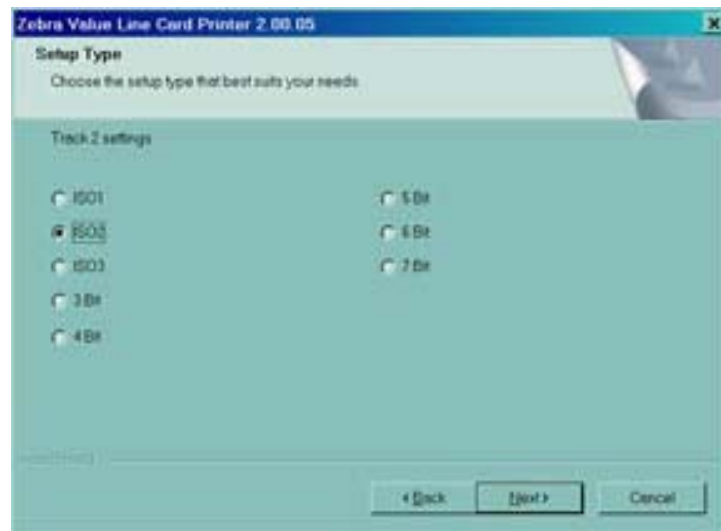 Zebra Value Line Card Printer 2.00.05
Setup Type
Choose the setup type that best suits your needs
Track 2 settings
ISO1
ISO2
ISO3
3 Bit
4 Bit
5 Bit
6 Bit
7 Bit
< Back
Next >
Cancel